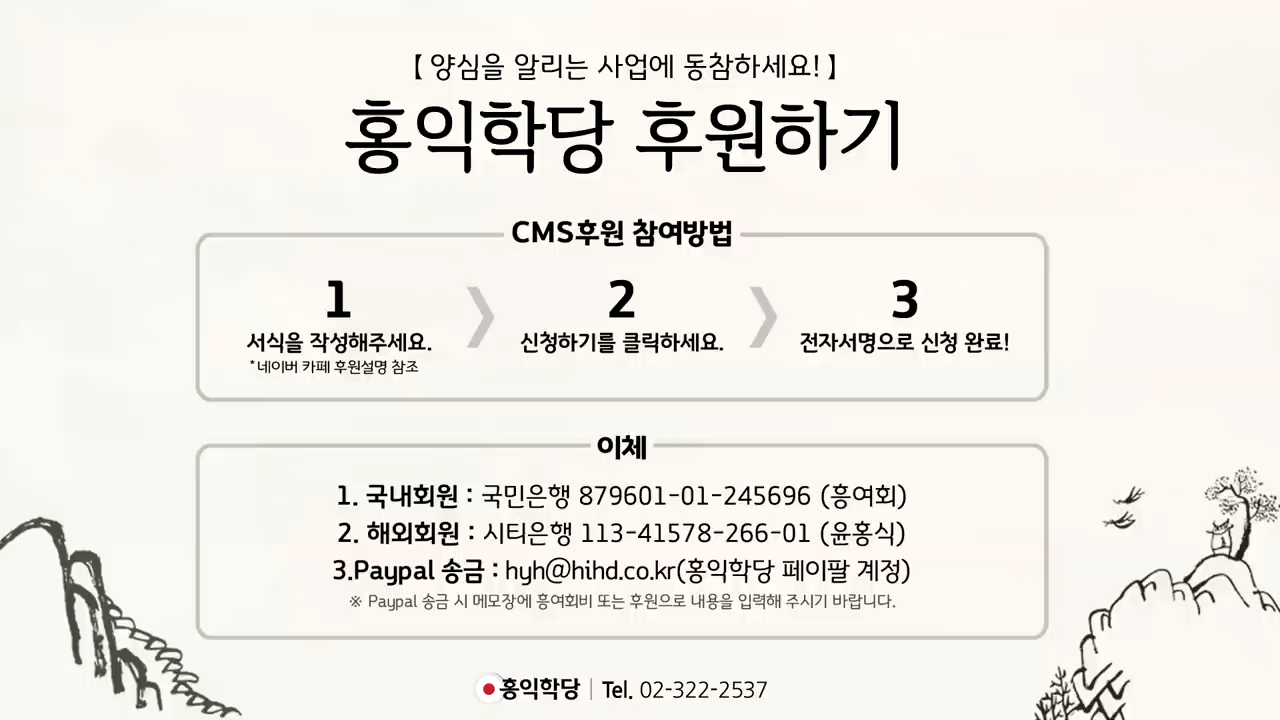 【 양심을 알리는 사업에 동참하세요! 】
홍익학당 후원하기
CMS후원 참여방법
1
서식을 작성해주세요.
*네이버 카페 후원설명 참조
2
신청하기를 클릭하세요.
3
전자서명으로 신청 완료!
이체
1. 국내회원 : 국민은행 879601-01-245696 (흥여회)
2. 해외회원 : 시티은행 113-41578-266-01 (윤홍식)
3.Paypal 송금 : hyh@hihd.co.kr(홍익학당 페이팔 계정)
※ Paypal 송금 시 메모장에 흥여회비 또는 후원으로 내용을 입력해 주시기 바랍니다.
홍익학당 | Tel. 02-322-2537